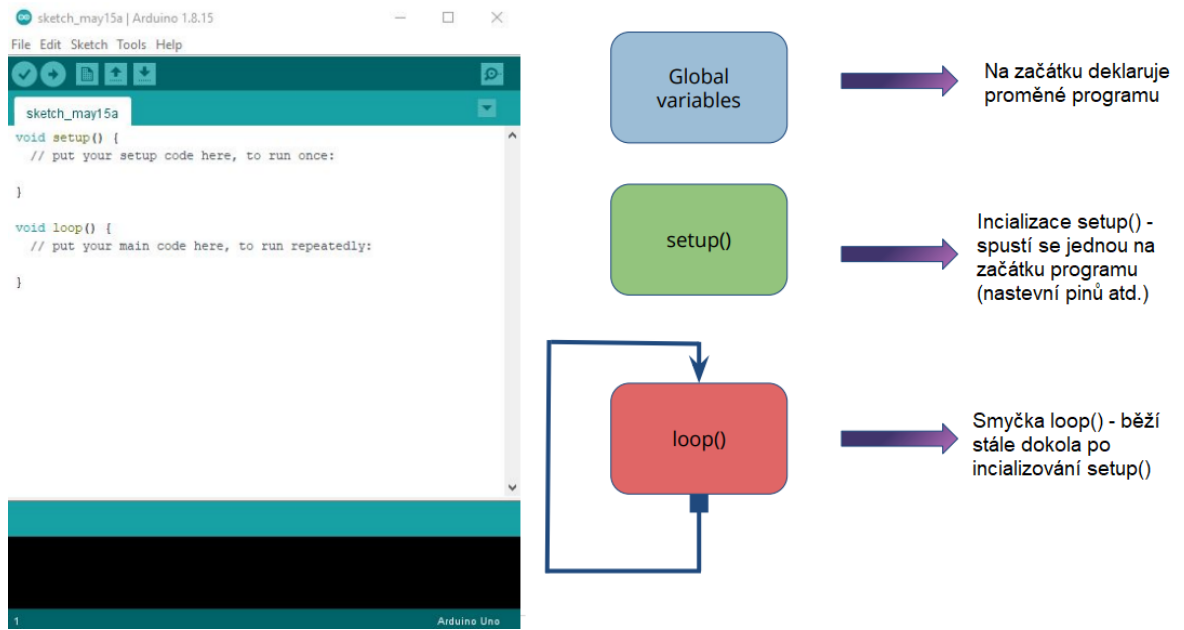 sketch_may15a | Arduino 1.8.15
File Edit Sketch Tools Help
sketch_may15a
void setup() {
// put your setup code here, to run once:
}
void loop() {
// put your main code here, to run repeatedly:
}
1
Arduino Uno
Global
variables
Na začátku deklaruje
proměné programu
setup()
Incializace setup() -
spustí se jednou na
začátku programu
(nastevní pinů atd.)
loop()
Smyčka loop() - běží
stále dokola po
incializování setup()